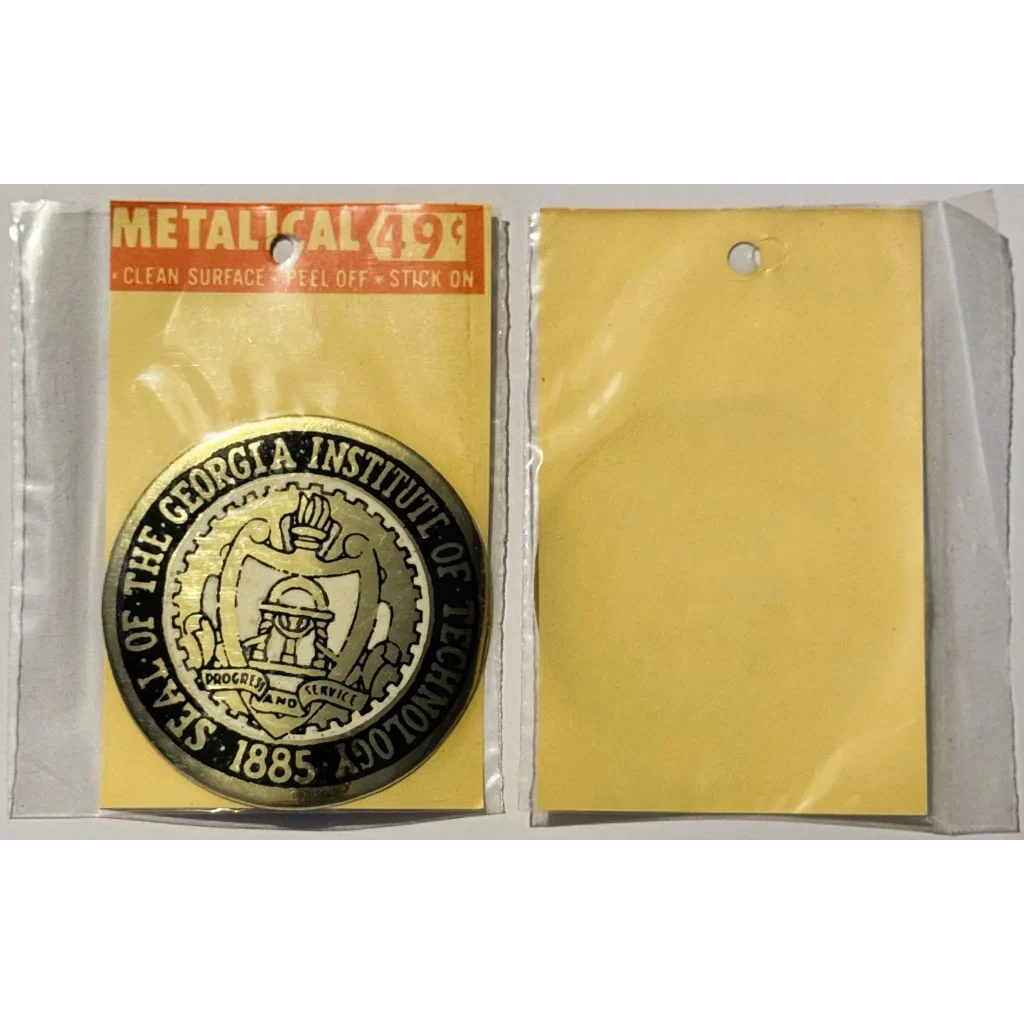 METALICAL 49¢
* CLEAN SURFACE * PEEL OFF * STICK ON
SEAL · OF · THE · GEORGIA · INSTITUTE · OF · TECHNOLOGY ·
1885 ·
PROGRESS AND SERVICE